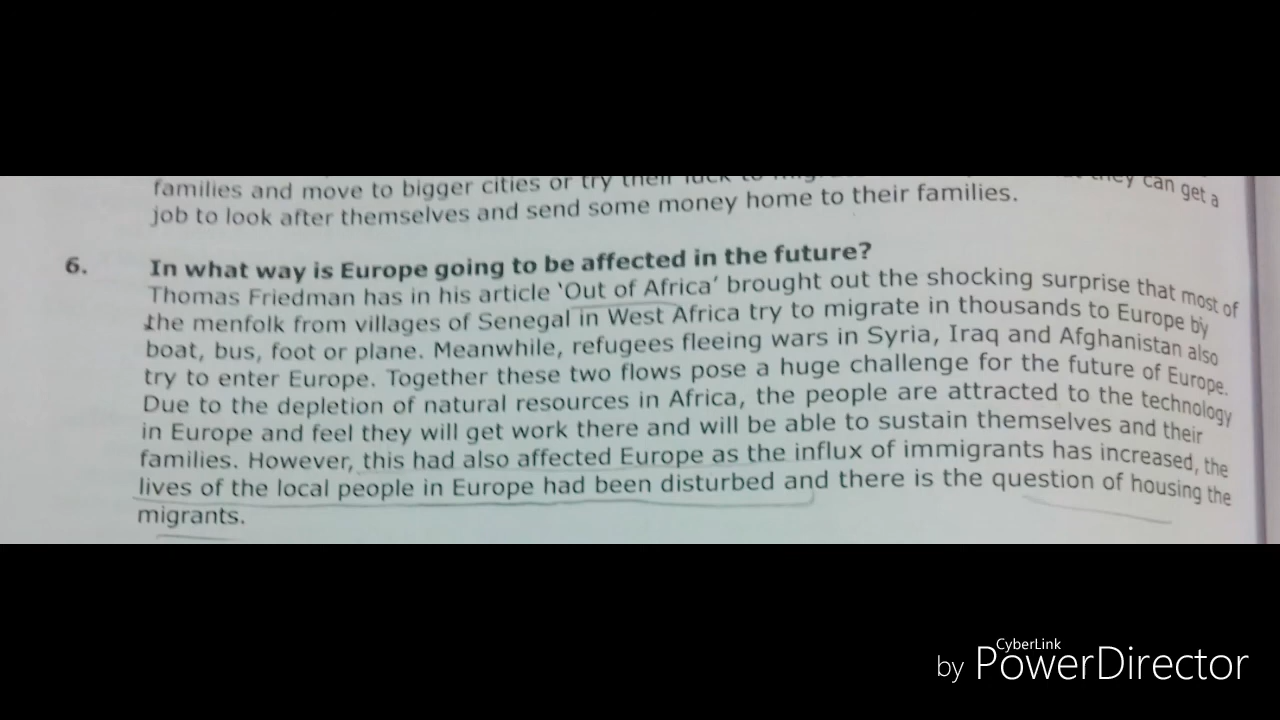 families and move to bigger cities or try their luck to they can get a
job to look after themselves and send some money home to their families.
6. In what way is Europe going to be affected in the future?
Thomas Friedman has in his article ‘Out of Africa’ brought out the shocking surprise that most of
the menfolk from villages of Senegal in West Africa try to migrate in thousands to Europe by
boat, bus, foot or plane. Meanwhile, refugees fleeing wars in Syria, Iraq and Afghanistan also
try to enter Europe. Together these two flows pose a huge challenge for the future of Europe.
Due to the depletion of natural resources in Africa, the people are attracted to the technology
in Europe and feel they will get work there and will be able to sustain themselves and their
families. However, this had also affected Europe as the influx of immigrants has increased, the
lives of the local people in Europe had been disturbed and there is the question of housing the
migrants.
CyberLink
by PowerDirector